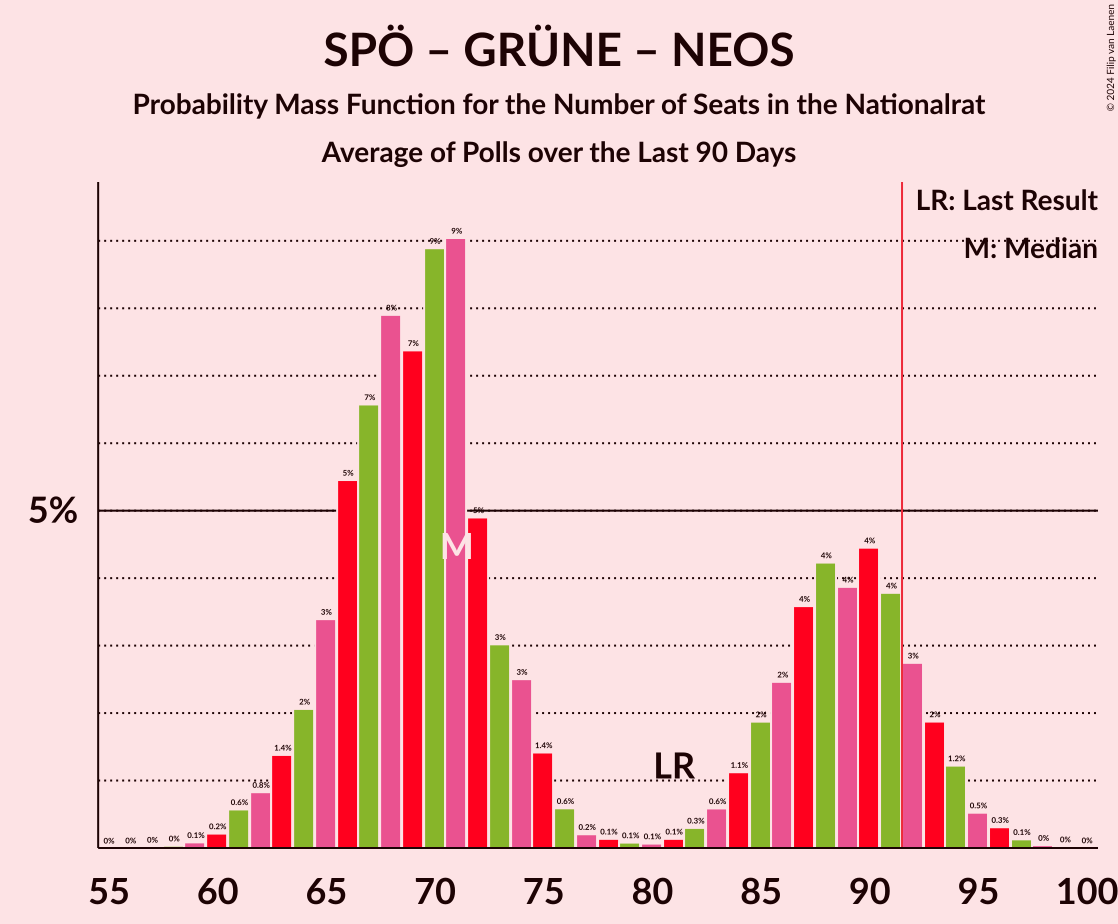 SPÖ – GRÜNE – NEOS
Probability Mass Function for the Number of Seats in the Nationalrat
Average of Polls over the Last 90 Days
© 2024 Filip van Laenen
LR: Last Result
M: Median
5%
0% 0% 0% 0% 0.1% 0.2% 0.6% 0.8% 1.4% 2% 3% 5% 7% 8% 7% 9% 9% 5% 3% 3% 1.4% 0.6% 0.2% 0.1% 0.1% 0.1% 0.1% 0.3% 0.6% 1.1% 2% 2% 4% 4% 4% 4% 4% 3% 2% 1.2% 0.5% 0.3% 0.1% 0% 0% 0%
M
LR
55 60 65 70 75 80 85 90 95 100